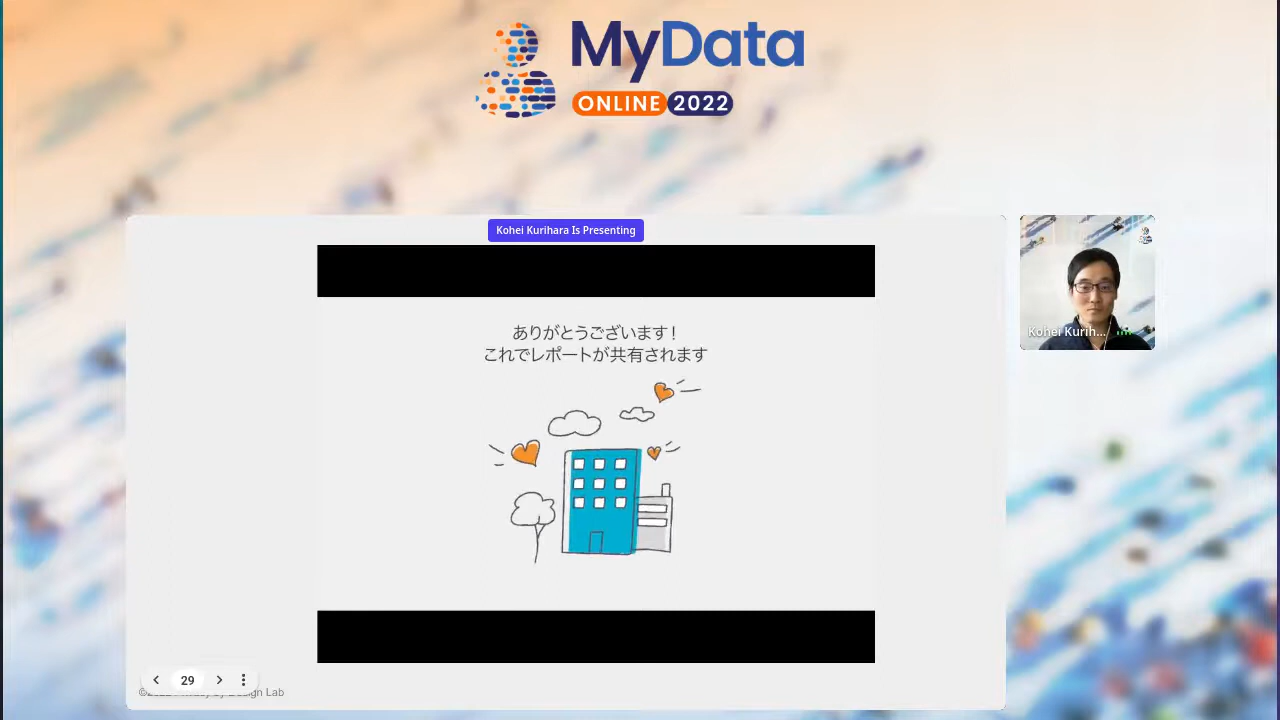 MyData
ONLINE 2022
Kohei Kurihara Is Presenting
ありがとうございます！
これでレポートが共有されます
Kohei Kurih...
29
Design Lab